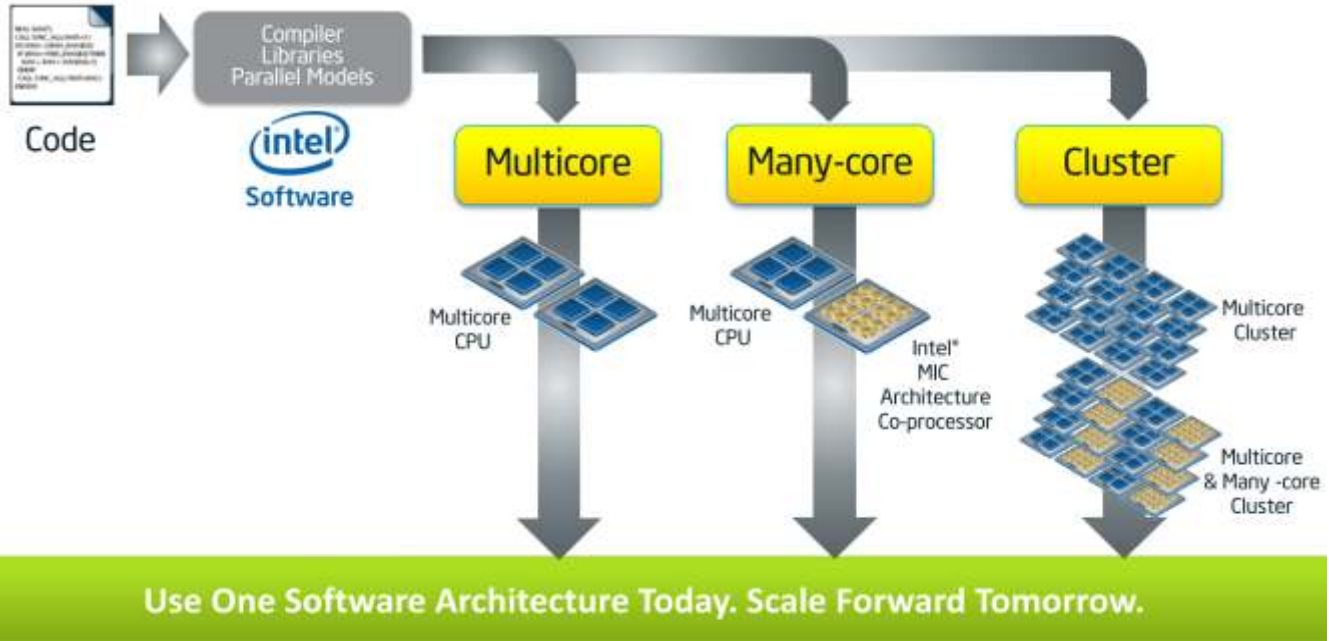 Code
Compiler
Libraries
Parallel Models
intel®
Software
Multicore
Many-core
Cluster
Multicore
CPU
Multicore
CPU
Intel®
MIC
Architecture
Co-processor
Multicore
Cluster
Multicore
& Many -core
Cluster
Use One Software Architecture Today. Scale Forward Tomorrow.